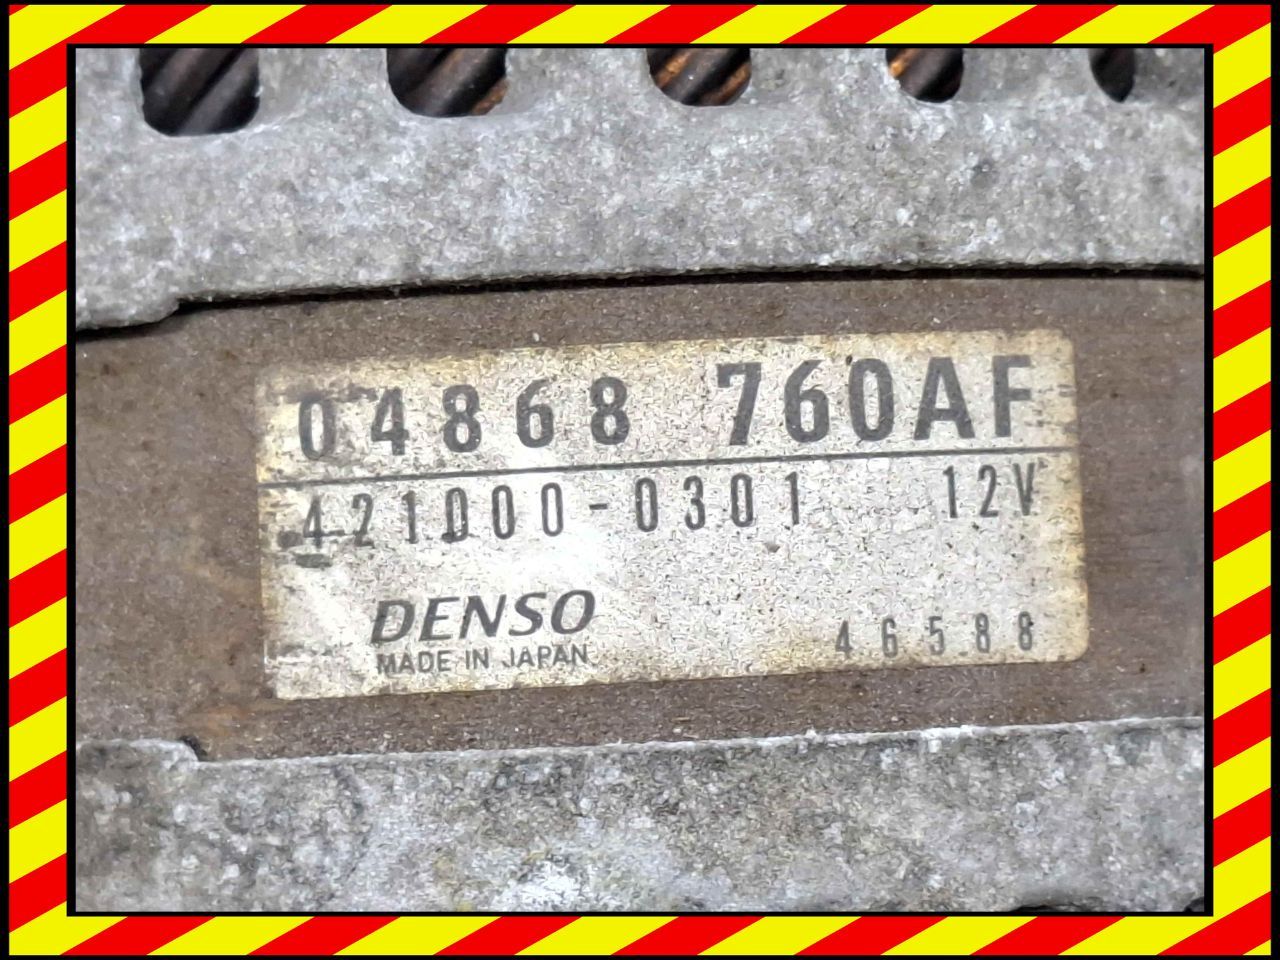 04868 760AF
421000-0301 12V
DENSO
MADE IN JAPAN
46588